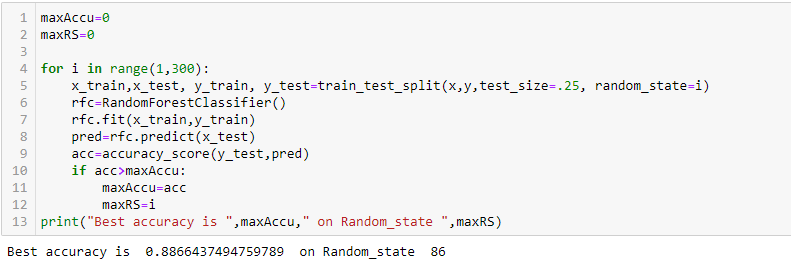 1 maxAccu=0
2 maxRS=0
3
4 for i in range(1,300):
5     x_train,x_test, y_train, y_test=train_test_split(x,y,test_size=.25, random_state=i)
6     rfc=RandomForestClassifier()
7     rfc.fit(x_train,y_train)
8     pred=rfc.predict(x_test)
9     acc=accuracy_score(y_test,pred)
10     if acc>maxAccu:
11         maxAccu=acc
12         maxRS=i
13 print("Best accuracy is ",maxAccu," on Random_state ",maxRS)
Best accuracy is  0.8866437494759789  on Random_state  86